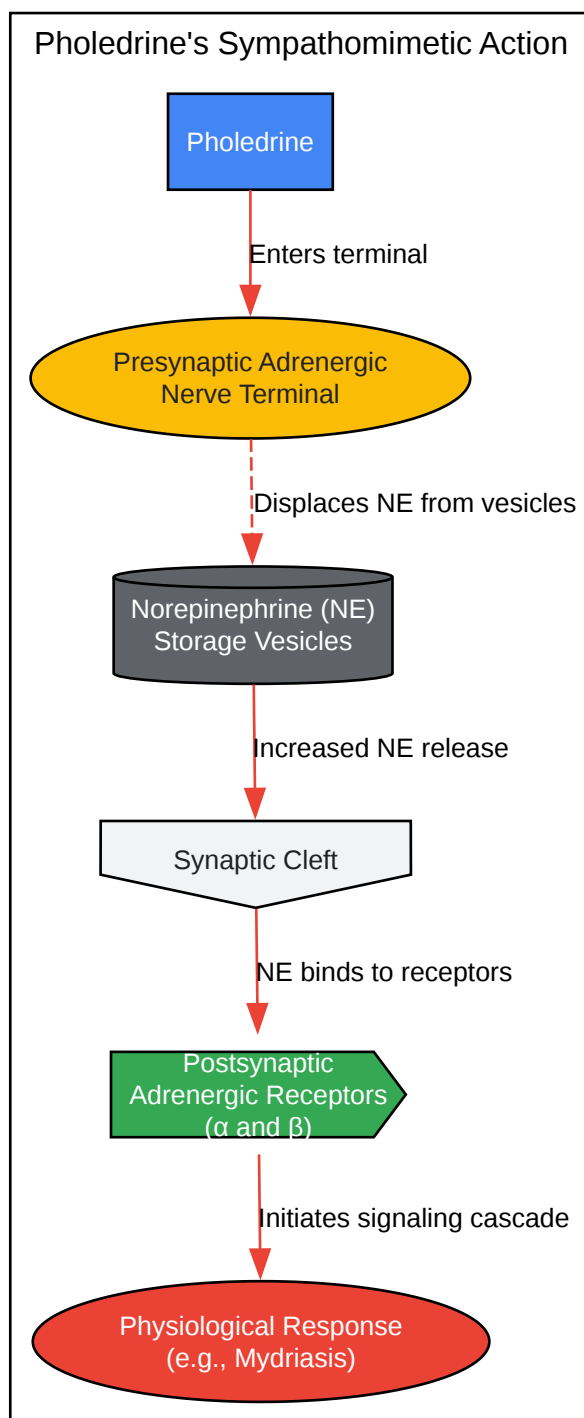 Pholedrine's Sympathomimetic Action
Pholedrine
Enters terminal
Presynaptic Adrenergic
Nerve Terminal
Displaces NE from vesicles
Norepinephrine (NE)
Storage Vesicles
Increased NE release
Synaptic Cleft
NE binds to receptors
Postsynaptic
Adrenergic Receptors
(α and β)
Initiates signaling cascade
Physiological Response
(e.g., Mydriasis)